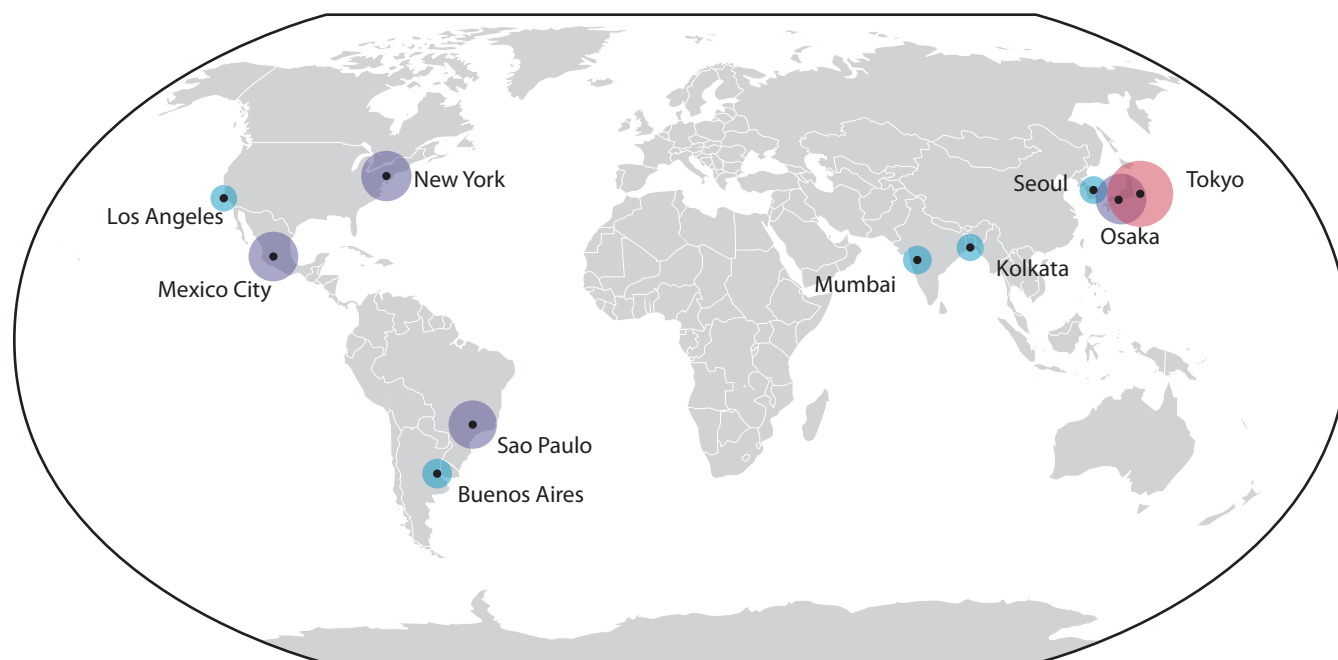 New York
Los Angeles
Mexico City
Sao Paulo
Buenos Aires
Seoul
Tokyo
Osaka
Mumbai
Kolkata